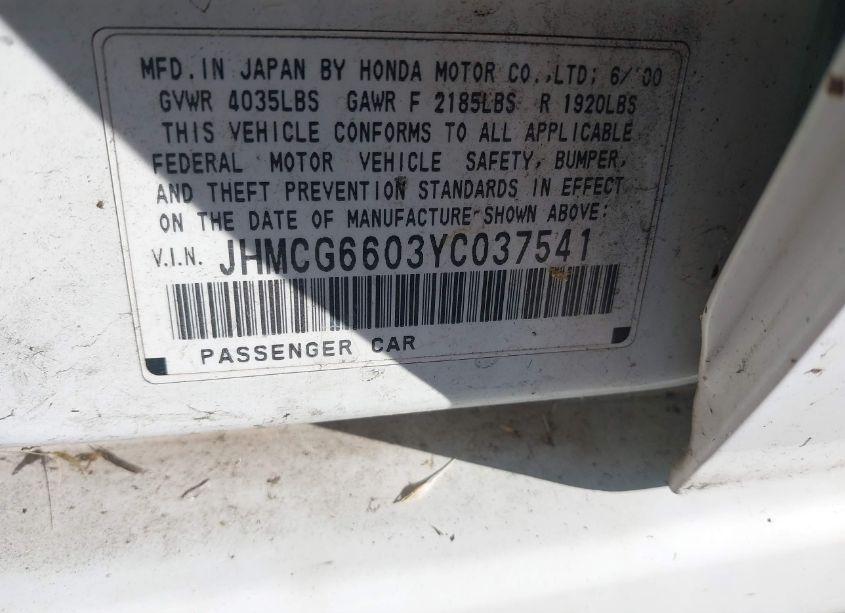 MFD. IN JAPAN BY HONDA MOTOR CO., LTD; 6/00
GVWR 4035LBS GAWR F 2185LBS R 1920LBS
THIS VEHICLE CONFORMS TO ALL APPLICABLE
FEDERAL MOTOR VEHICLE SAFETY, BUMPER,
AND THEFT PREVENTION STANDARDS IN EFFECT
ON THE DATE OF MANUFACTURE SHOWN ABOVE:
V.I.N. JHMCG6603YC037541
PASSENGER CAR